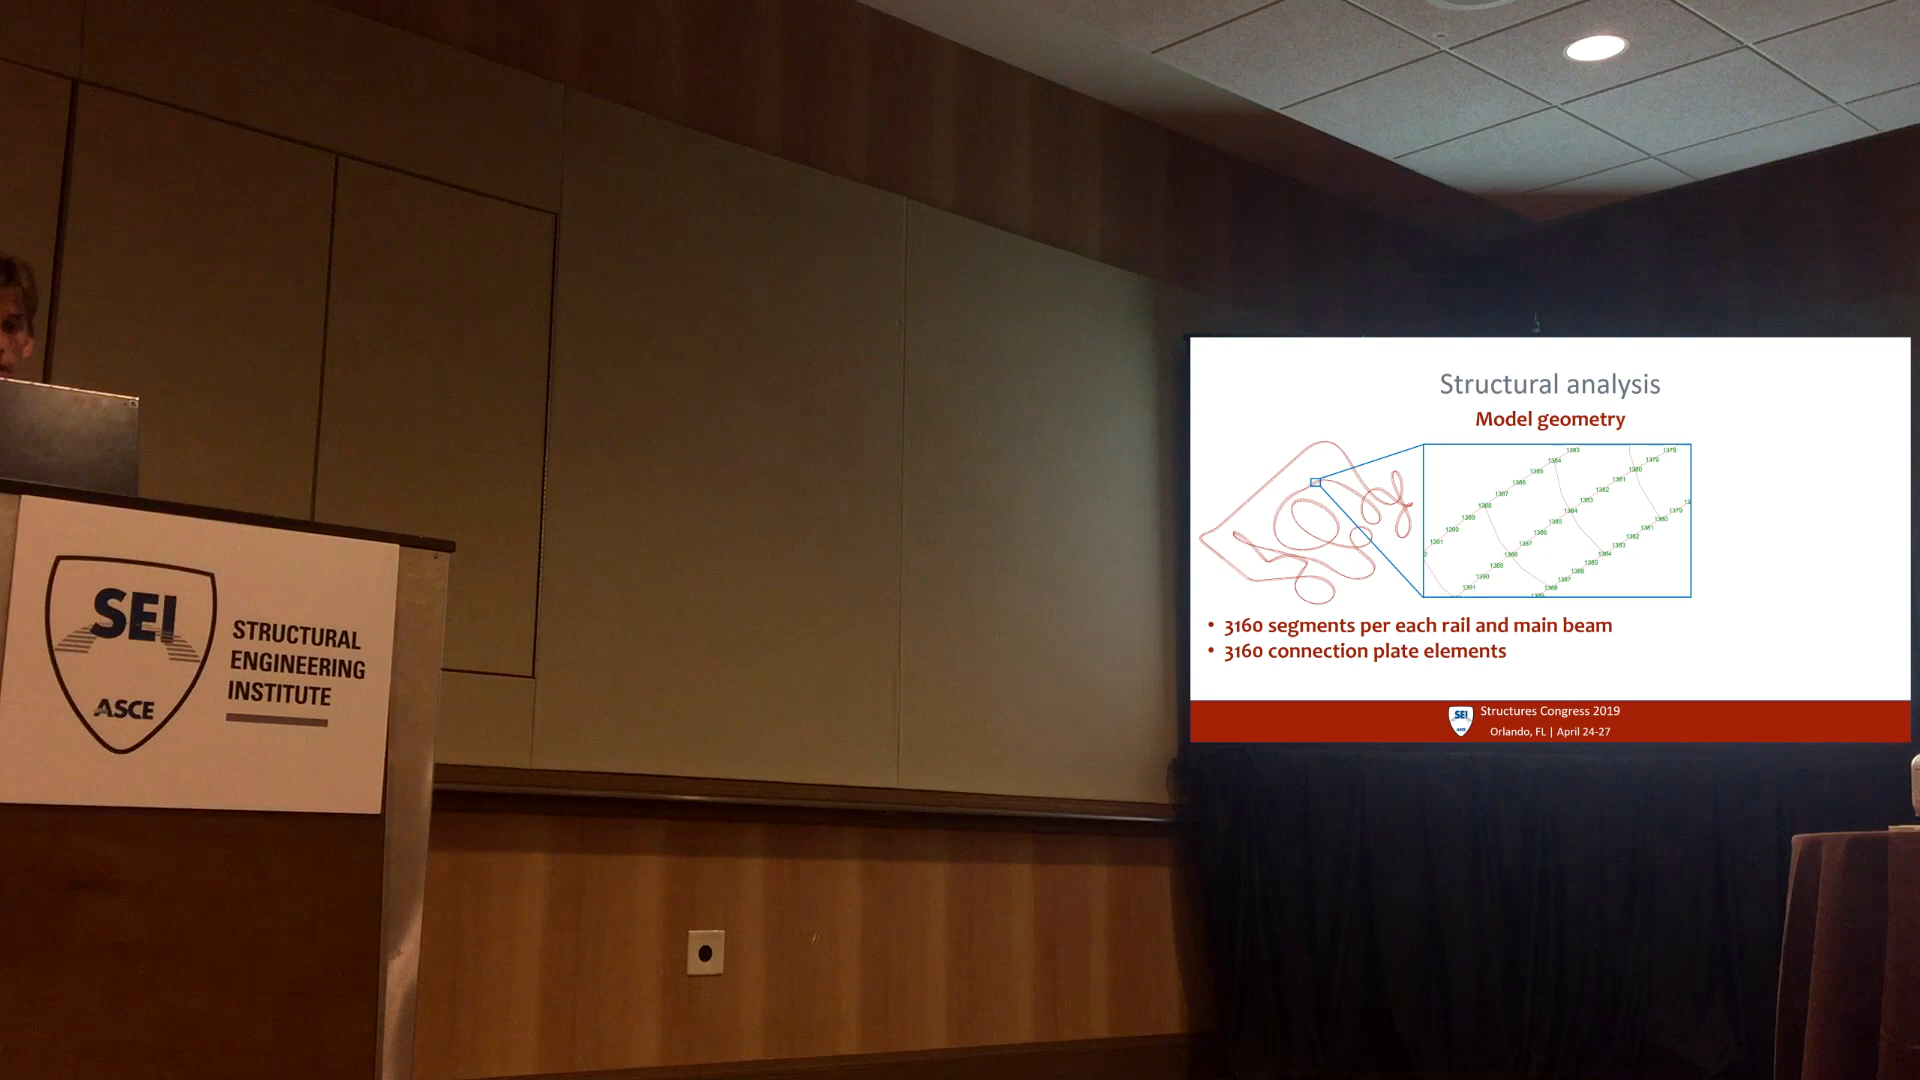 SEI
ASCE
STRUCTURAL
ENGINEERING
INSTITUTE
Structural analysis
Model geometry
• 3160 segments per each rail and main beam
• 3160 connection plate elements
SEI
Structures Congress 2019
Orlando, FL | April 24-27